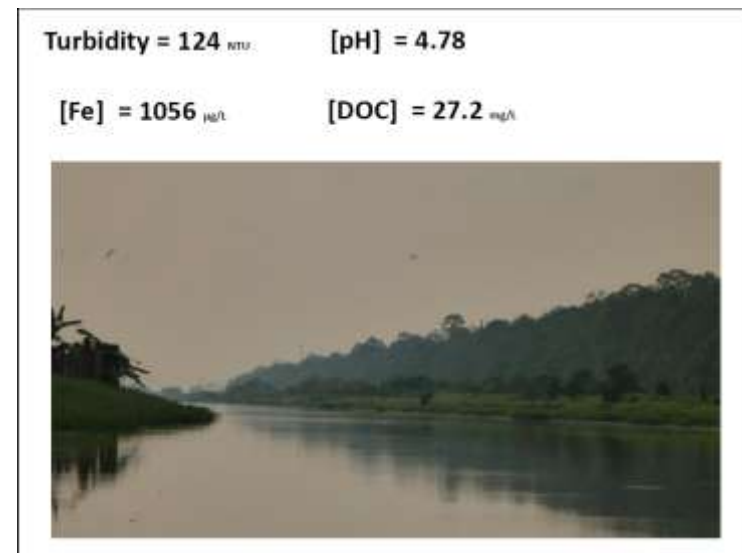 Turbidity = 124 NTU [pH] = 4.78
[Fe] = 1056 µg/l [DOC] = 27.2 mg/l